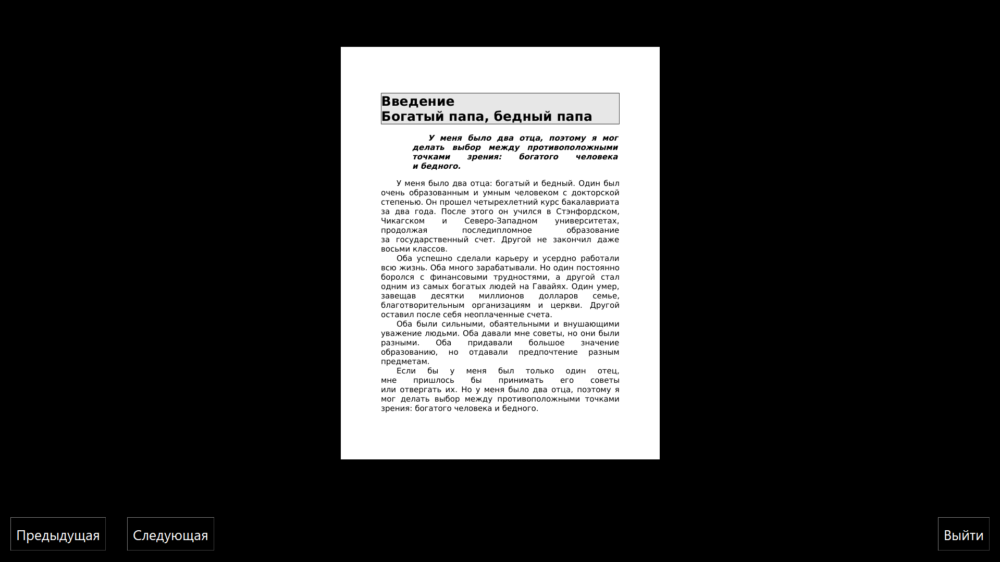 Введение
Богатый папа, бедный папа
У меня было два отца, поэтому я мог
делать выбор между противоположными
точками зрения: богатого человека
и бедного.
У меня было два отца: богатый и бедный. Один был
очень образованным и умным человеком с докторской
степенью. Он прошел четырехлетний курс бакалавриата
за два года. После этого он учился в Стэнфордском,
Чикагском и Северо-Западном университетах,
продолжая последипломное образование
за государственный счет. Другой не закончил даже
восьми классов.
Оба успешно сделали карьеру и усердно работали
всю жизнь. Оба много зарабатывали. Но один постоянно
боролся с финансовыми трудностями, а другой стал
одним из самых богатых людей на Гавайях. Один умер,
завещав десятки миллионов долларов семье,
благотворительным организациям и церкви. Другой
оставил после себя неоплаченные счета.
Оба были сильными, обаятельными и внушающими
уважение людьми. Оба давали мне советы, но они были
разными. Оба придавали большое значение
образованию, но отдавали предпочтение разным
предметам.
Если бы у меня был только один отец,
мне пришлось бы принимать его советы
или отвергать их. Но у меня было два отца, поэтому я
мог делать выбор между противоположными точками
зрения: богатого человека и бедного.
Предыдущая
Следующая
Выйти